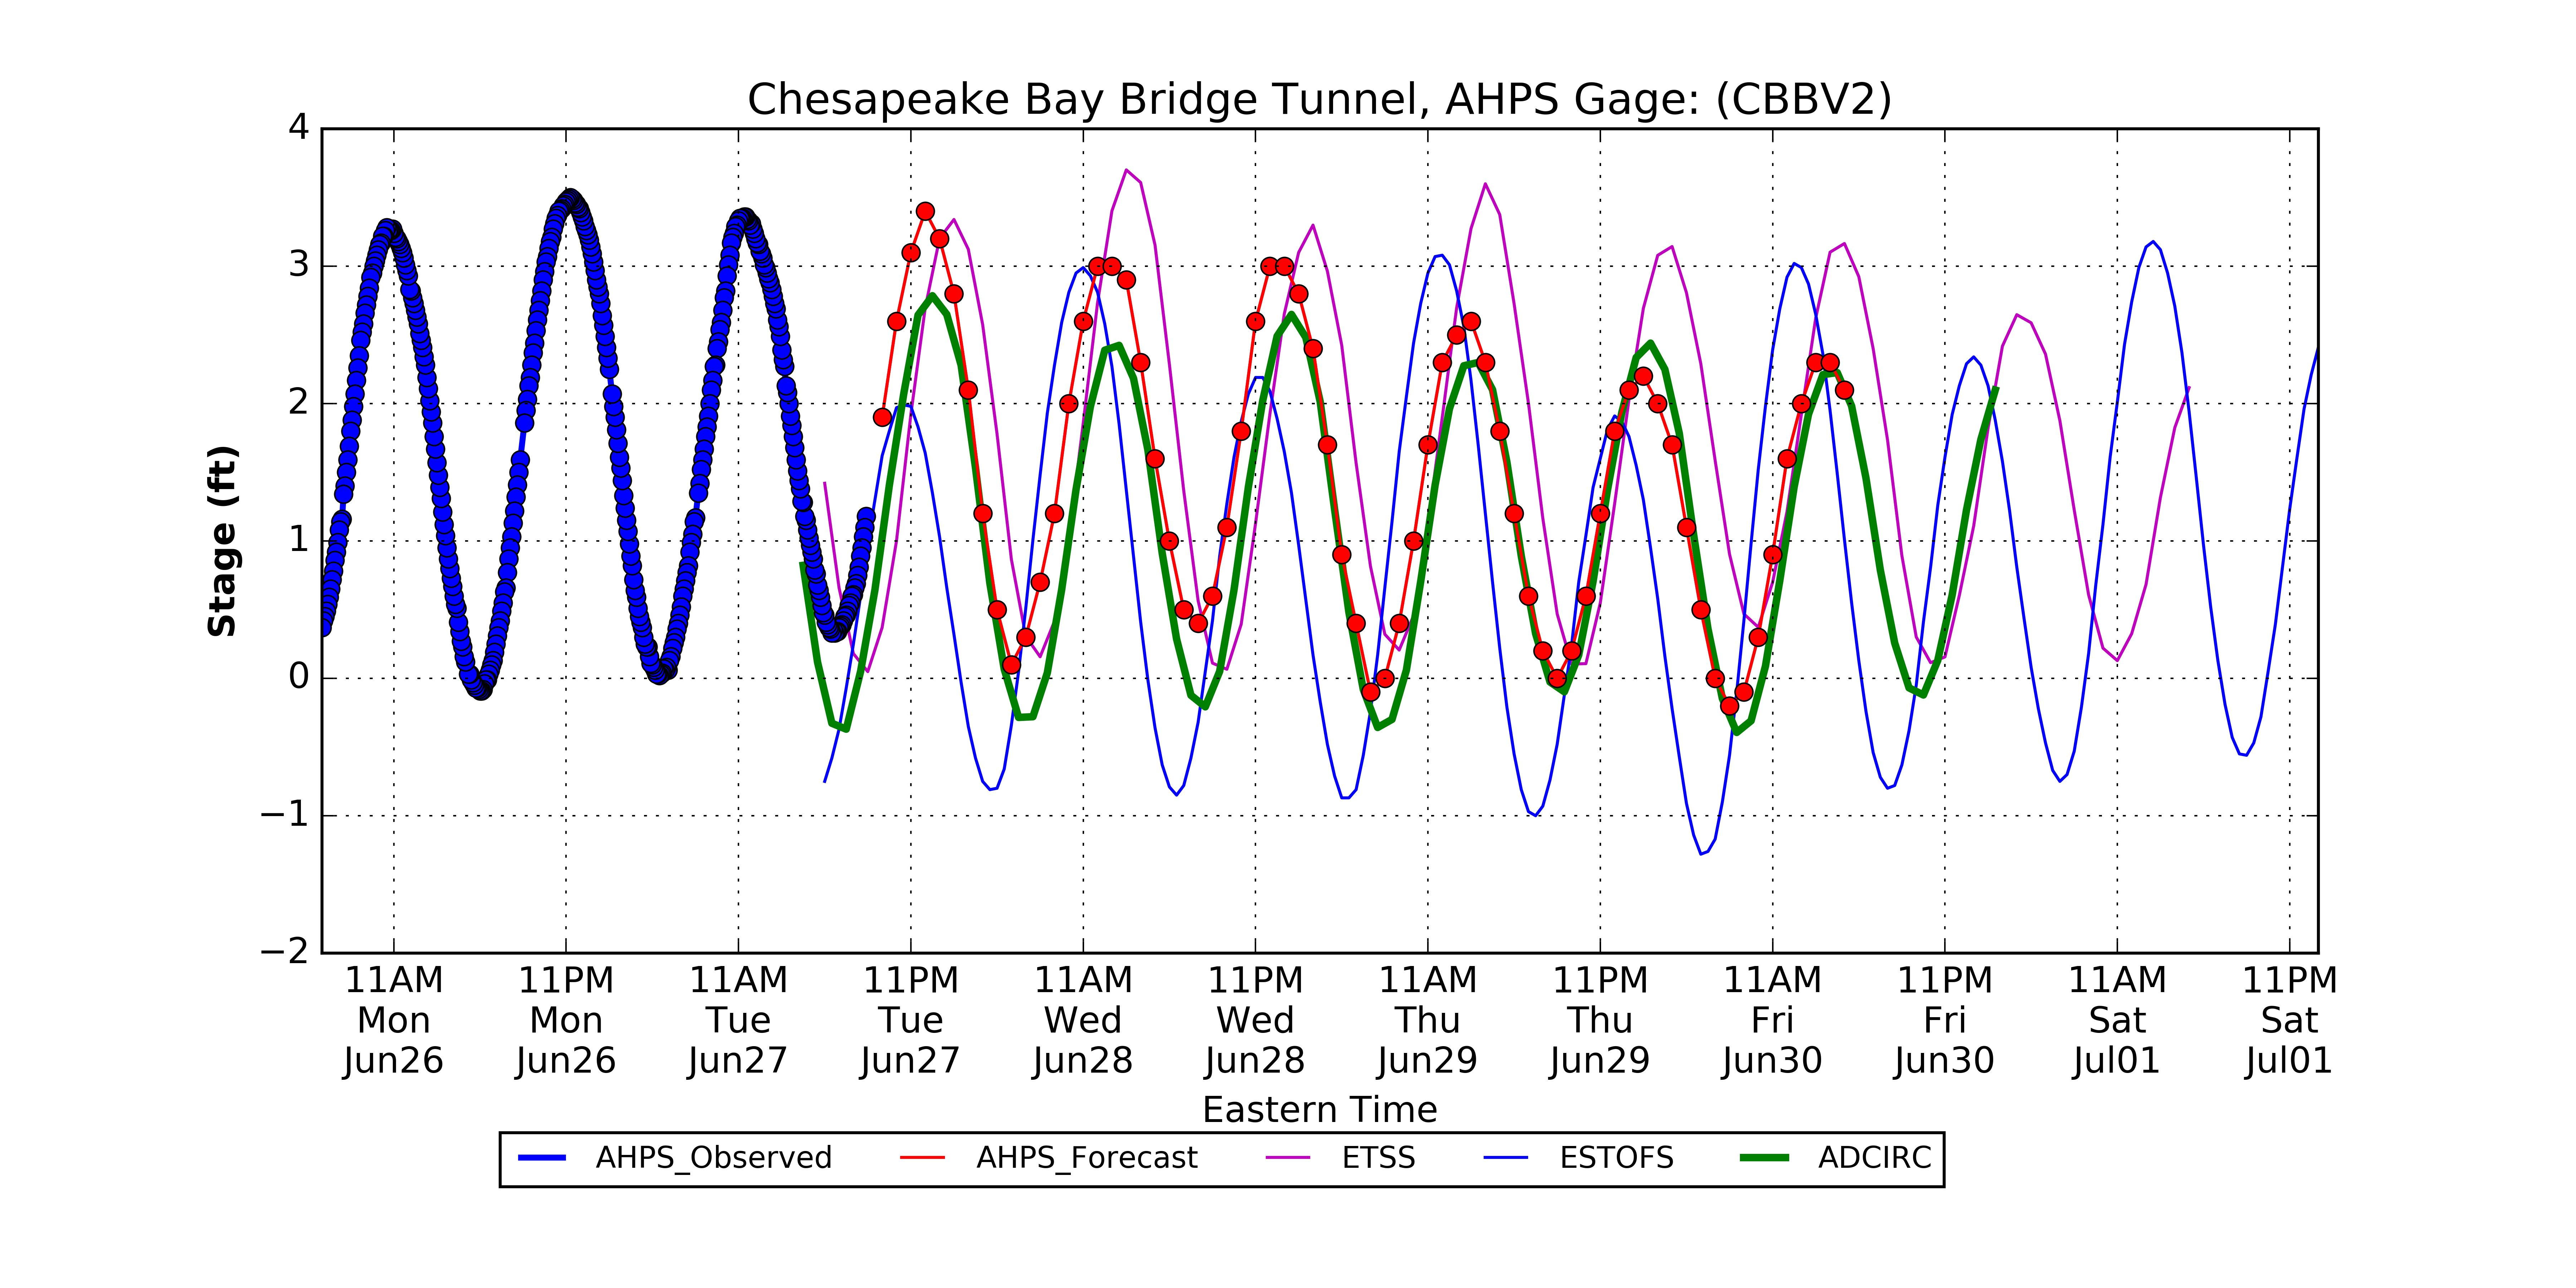 Chesapeake Bay Bridge Tunnel, AHPS Gage: (CBBV2)
4
3
2
1
0
−1
−2
Stage (ft)
11AM 11PM 11AM 11PM 11AM 11PM 11AM 11PM 11AM 11PM 11AM 11PM
Mon Mon Tue Tue Wed Wed Thu Thu Fri Fri Sat Sat
Jun26 Jun26 Jun27 Jun27 Jun28 Jun28 Jun29 Jun29 Jun30 Jun30 Jul01 Jul01
Eastern Time
AHPS_Observed AHPS_Forecast ETSS ESTOFS ADCIRC